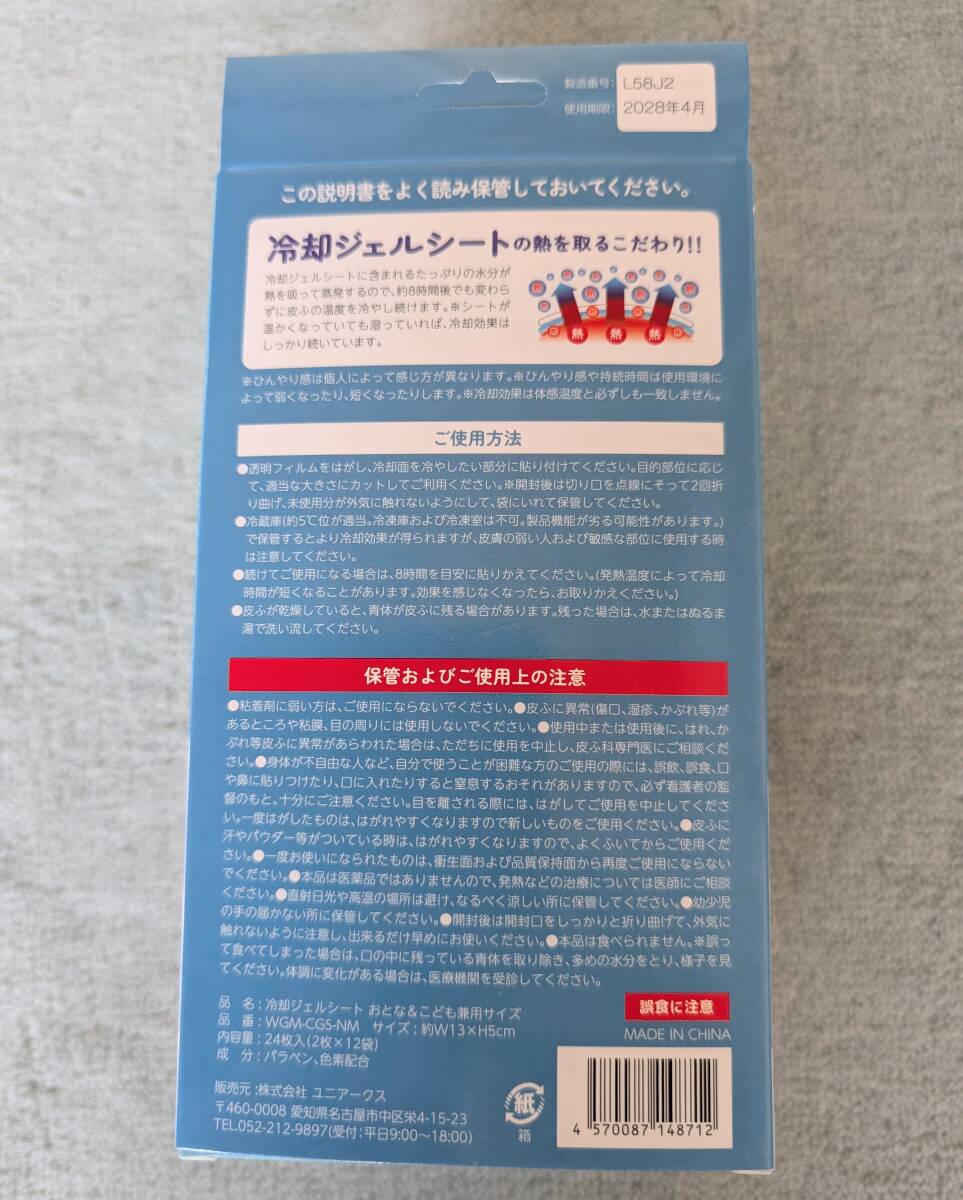 製造番号: L58J2
使用期限: 2028年4月
この説明書をよく読み保管しておいてください。
冷却ジェルシートの熱を取るこだわり!!
冷却ジェルシートに含まれるたっぷりの水分が
熱を吸って蒸発するので、約8時間後でも変わら
ずに皮ふの温度を冷やし続けます。※シートが
温かくなっていても湿っていれば、冷却効果は
しっかり続いています。
熱 熱 熱
※ひんやり感は個人によって感じ方が異なります。※ひんやり感や持続時間は使用環境に
よって弱くなったり、短くなったりします。※冷却効果は体感温度と必ずしも一致しません。
ご使用方法
●透明フィルムをはがし、冷却面を冷やしたい部分に貼り付けてください。目的部位に応じ
て、適当な大きさにカットしてご利用ください。※開封後は切り口を点線にそって2回折
り曲げ、未使用分が外気に触れないようにして、袋にいれて保管してください。
●冷蔵庫(約5℃位が適当。冷凍庫および冷凍室は不可。製品機能が劣る可能性があります。)
で保管するとより冷却効果が得られますが、皮膚の弱い人および敏感な部位に使用する時
は注意してください。
●続けてご使用になる場合は、8時間を目安に貼りかえてください。(発熱温度によって冷却
時間が短くなることがあります。効果を感じなくなったら、お取りかえください。)
●皮ふが乾燥していると、青体が皮ふに残る場合があります。残った場合は、水またはぬるま
湯で洗い流してください。
保管およびご使用上の注意
●粘着剤に弱い方は、ご使用にならないでください。●皮ふに異常(傷口、湿疹、かぶれ等)が
あるところや粘膜、目の周りには使用しないでください。●使用中または使用後に、はれ、か
ぶれ等皮ふに異常があらわれた場合は、ただちに使用を中止し、皮ふ科専門医にご相談くだ
さい。●身体が不自由な人など、自分で使うことが困難な方のご使用の際には、誤飲、誤食、口
や鼻に貼りつけたり、口に入れたりすると窒息するおそれがありますので、必ず看護者の監
督のもと、十分にご注意ください。目を離される際には、はがしてご使用を中止してくださ
い。一度はがしたものは、はがれやすくなりますので新しいものをご使用ください。●皮ふに
汗やパウダー等がついている時は、はがれやすくなりますので、よくふいてからご使用くだ
さい。●一度お使いになられたものは、衛生面および品質保持面から再度ご使用にならない
でください。●本品は医薬品ではありませんので、発熱などの治療については医師にご相談
ください。●直射日光や高温の場所は避け、なるべく涼しい所に保管してください。●幼少児
の手の届かない所に保管してください。●開封後は開封口をしっかりと折り曲げて、外気に
触れないように注意し、出来るだけ早めにお使いください。●本品は食べられません。※誤っ
て食べてしまった場合は、口の中に残っている青体を取り除き、多めの水分をとり、様子を見
てください。体調に変化がある場合は、医療機関を受診してください。
品 名:冷却ジェルシート おとな&こども兼用サイズ
品 番:WGM-CGS-NM サイズ:約W13×H5cm
内容量:24枚入(2枚×12袋)
成 分:パラベン、色素配合
誤食に注意
MADE IN CHINA
販売元:株式会社 ユニアークス
〒460-0008 愛知県名古屋市中区栄4-15-23
TEL.052-212-9897(受付:平日9:00〜18:00)
紙
箱
4 570087 148712